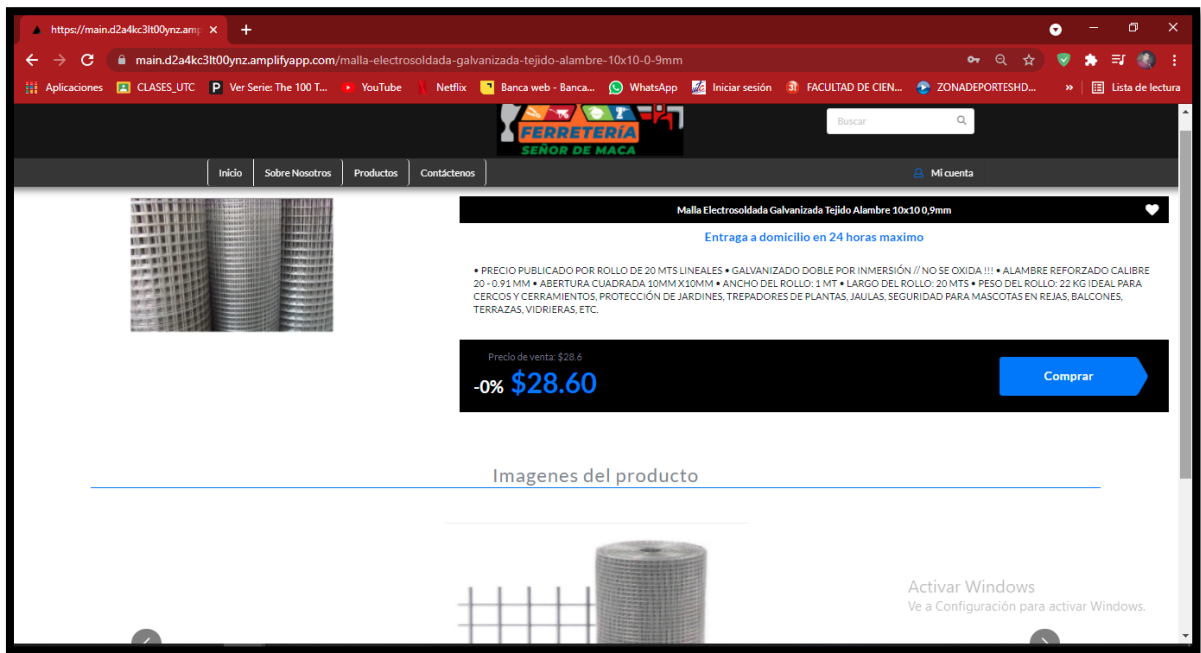 https://main.d2a4kc3lt00ynz.amp
main.d2a4kc3lt00ynz.amplifyapp.com/malla-electrosoldada-galvanizada-tejido-alambre-10x10-0-9mm
Aplicaciones CLASES_UTC Ver Serie: The 100 T... YouTube Netflix Banca web - Banca... WhatsApp Iniciar sesión FACULTAD DE CIEN... ZONADEPORTESHD... » Lista de lectura
FERRETERÍA
SEÑOR DE MACA
Buscar
Inicio Sobre Nosotros Productos Contáctenos Mi cuenta
Malla Electrosoldada Galvanizada Tejido Alambre 10x10 0,9mm
Entraga a domicilio en 24 horas maximo
• PRECIO PUBLICADO POR ROLLO DE 20 MTS LINEALES • GALVANIZADO DOBLE POR INMERSIÓN // NO SE OXIDA !!! • ALAMBRE REFORZADO CALIBRE
20 - 0.91 MM • ABERTURA CUADRADA 10MM X10MM • ANCHO DEL ROLLO: 1 MT • LARGO DEL ROLLO: 20 MTS • PESO DEL ROLLO: 22 KG IDEAL PARA
CERCOS Y CERRAMIENTOS, PROTECCIÓN DE JARDINES, TREPADORES DE PLANTAS, JAULAS, SEGURIDAD PARA MASCOTAS EN REJAS, BALCONES,
TERRAZAS, VIDRIERAS, ETC.
Precio de venta: $28.6
-0% $28.60
Comprar
Imagenes del producto
Activar Windows
Ve a Configuración para activar Windows.